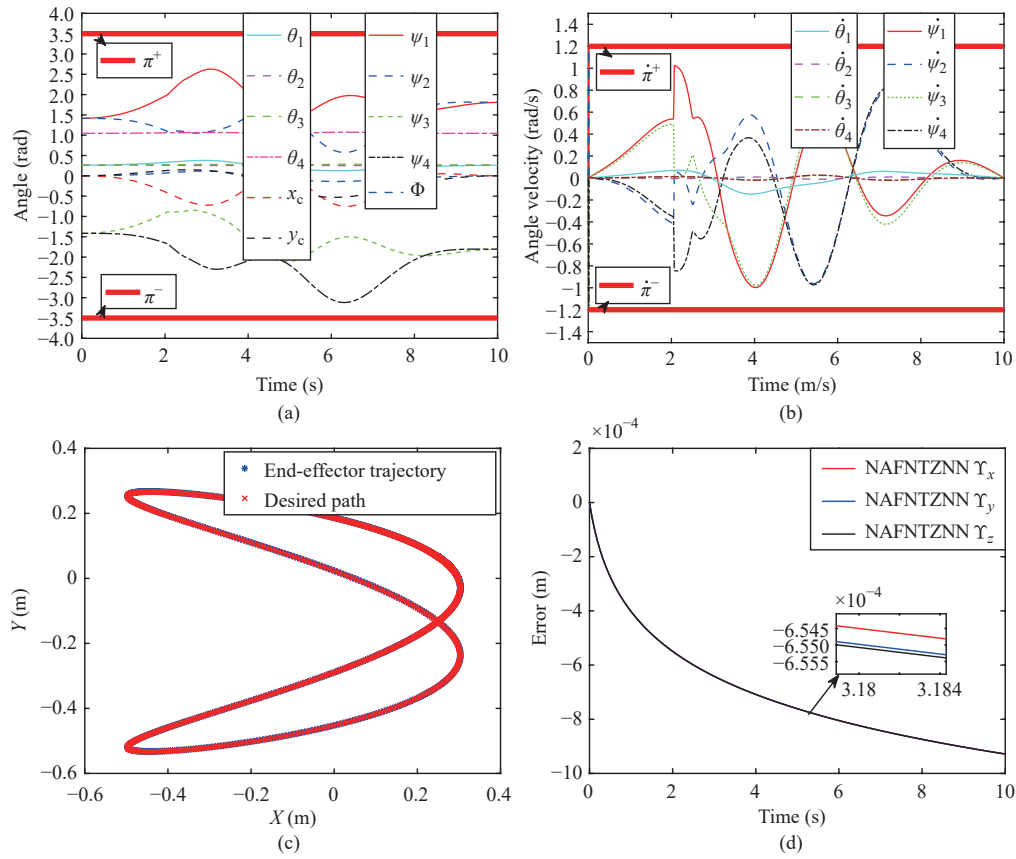 4.0
3.5
3.0
2.5
2.0
1.5
1.0
0.5
0
−0.5
−1.0
−1.5
−2.0
−2.5
−3.0
−3.5
−4.0
Angle (rad)
π⁺
π⁻
θ₁
θ₂
θ₃
θ₄
x_c
y_c
ψ₁
ψ₂
ψ₃
ψ₄
Φ
0 2 4 6 8 10
Time (s)
(a)
1.4
1.2
1.0
0.8
0.6
0.4
0.2
0
−0.2
−0.4
−0.6
−0.8
−1
−1.2
−1.4
Angle velocity (rad/s)
π̇⁺
π̇⁻
θ̇₁
θ̇₂
θ̇₃
θ̇₄
ψ̇₁
ψ̇₂
ψ̇₃
ψ̇₄
0 2 4 6 8 10
Time (m/s)
(b)
0.4
0.2
0
−0.2
−0.4
−0.6
Y (m)
End-effector trajectory
Desired path
−0.6 −0.4 −0.2 0 0.2 0.4
X (m)
(c)
×10⁻⁴
2
0
−2
−4
−6
−8
−10
Error (m)
NAFNTZNN ϒ_x
NAFNTZNN ϒ_y
NAFNTZNN ϒ_z
×10⁻⁴
−6.545
−6.550
−6.555
3.18 3.184
0 2 4 6 8 10
Time (s)
(d)